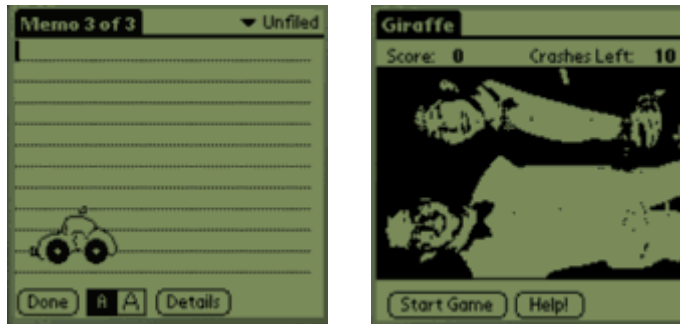 Memo 3 of 3
Unfiled
Done A A Details
Giraffe
Score: 0 Crashes Left: 10
Start Game Help!